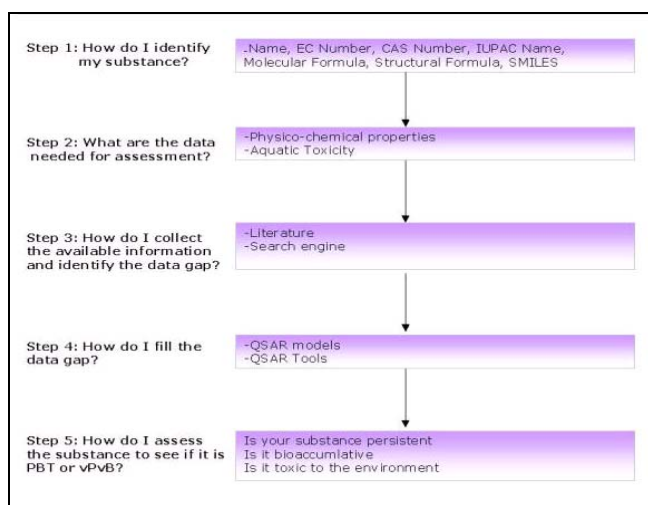 Step 1: How do I identify
my substance?
-Name, EC Number, CAS Number, IUPAC Name,
Molecular Formula, Structural Formula, SMILES
Step 2: What are the data
needed for assessment?
-Physico-chemical properties
-Aquatic Toxicity
Step 3: How do I collect
the available information
and identify the data gap?
-Literature
-Search engine
Step 4: How do I fill the
data gap?
-QSAR models
-QSAR Tools
Step 5: How do I assess
the substance to see if it is
PBT or vPvB?
Is your substance persistent
Is it bioaccumlative
Is it toxic to the environment